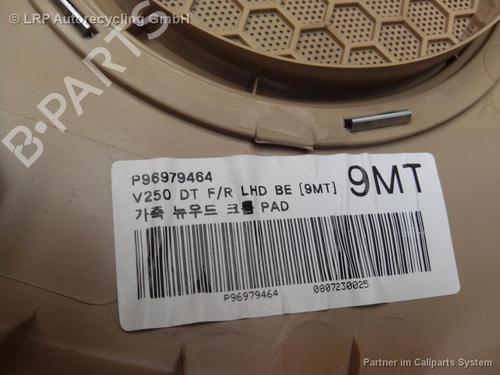 © LRP Autorecycling GmbH
B-PARTS
P96979464
V250 DT F/R LHD BE [9MT] 9MT
가죽 뉴우드 크롬 PAD
P96979464 0807230025
Partner im Callparts System